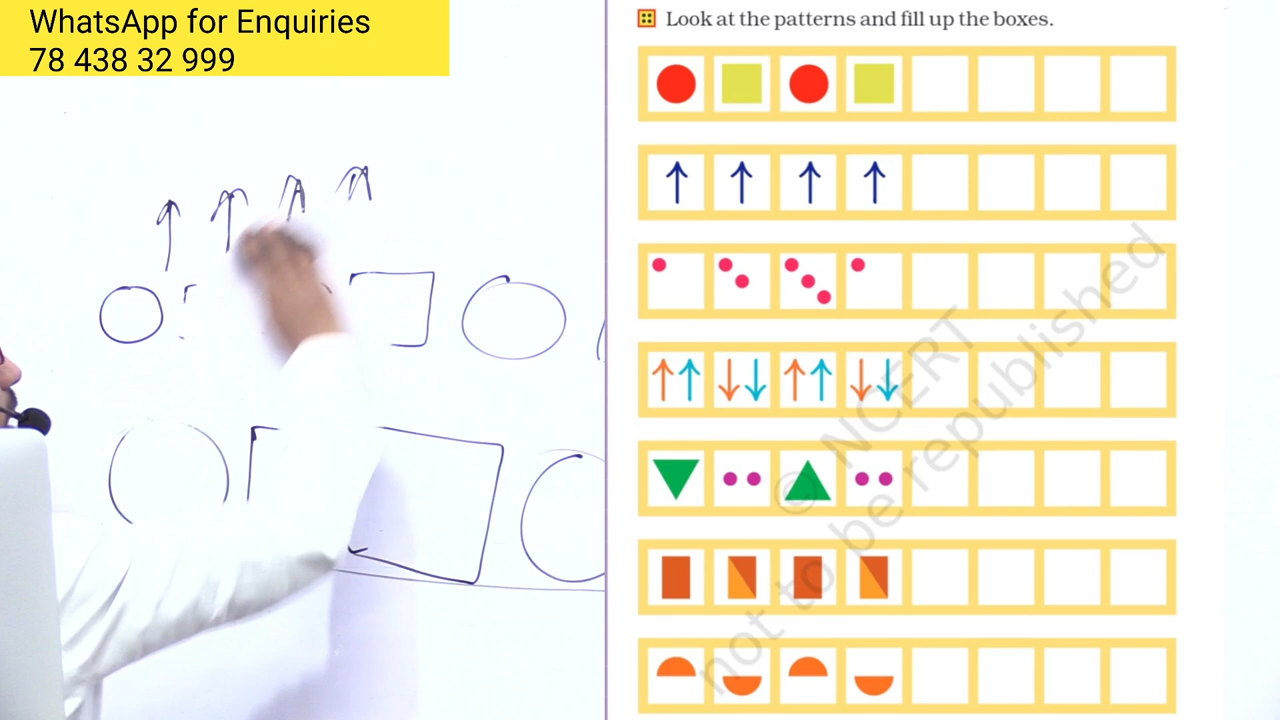 WhatsApp for Enquiries
78 438 32 999
Look at the patterns and fill up the boxes.
© NCERT
not to be republished